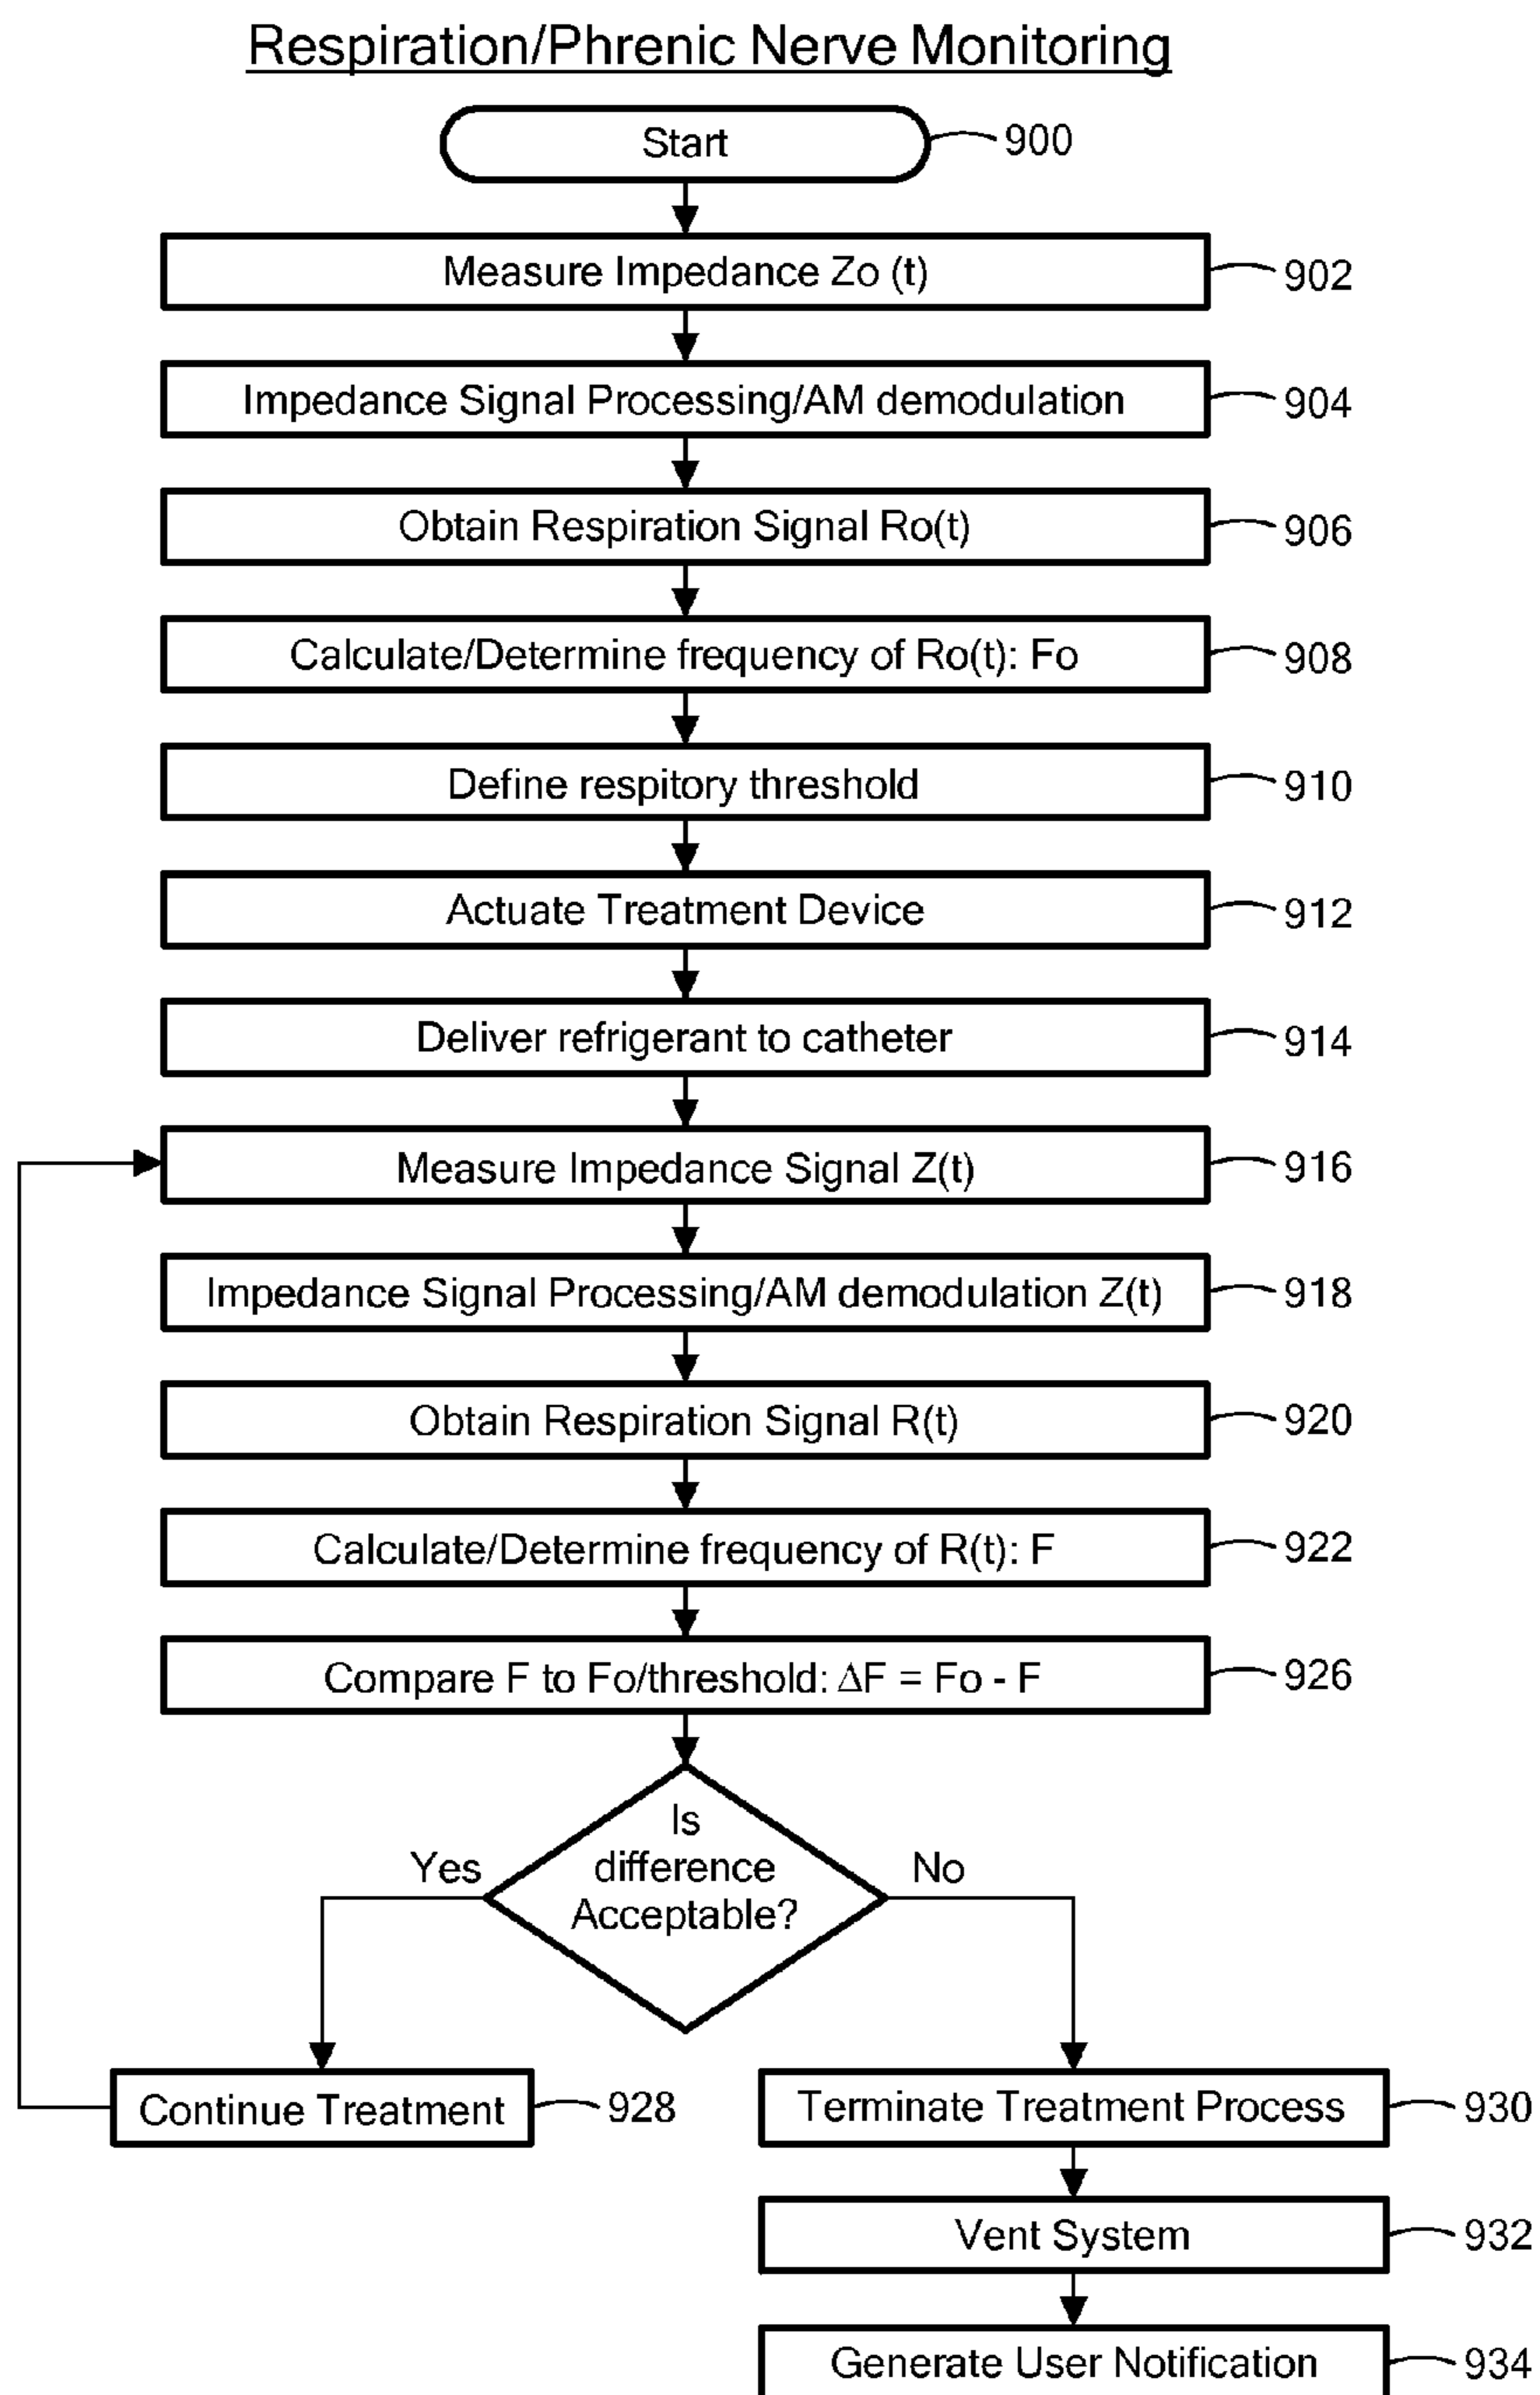 Respiration/Phrenic Nerve Monitoring
Start
900
Measure Impedance Zo (t)
902
Impedance Signal Processing/AM demodulation
904
Obtain Respiration Signal Ro(t)
906
Calculate/Determine frequency of Ro(t): Fo
908
Define respitory threshold
910
Actuate Treatment Device
912
Deliver refrigerant to catheter
914
Measure Impedance Signal Z(t)
916
Impedance Signal Processing/AM demodulation Z(t)
918
Obtain Respiration Signal R(t)
920
Calculate/Determine frequency of R(t): F
922
Compare F to Fo/threshold: ΔF = Fo - F
926
Is
difference
Acceptable?
Yes
No
Continue Treatment
928
Terminate Treatment Process
930
Vent System
932
Generate User Notification
934